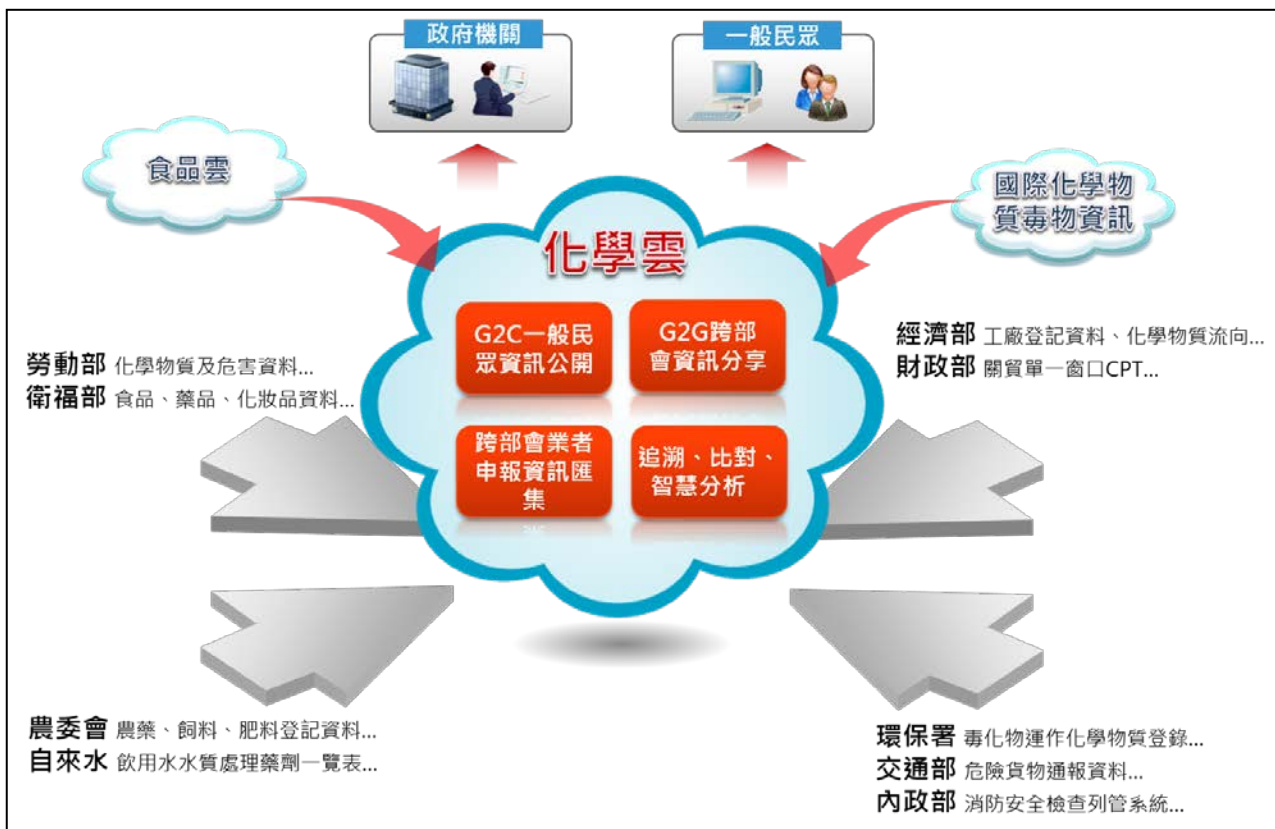 政府機關
一般民眾
食品雲
國際化學物
質毒物資訊
化學雲
G2C一般民
眾資訊公開
G2G跨部
會資訊分享
跨部會業者
申報資訊匯
集
追溯、比對、
智慧分析
勞動部 化學物質及危害資料...
衛福部 食品、藥品、化妝品資料...
經濟部 工廠登記資料、化學物質流向...
財政部 關貿單一窗口CPT...
農委會 農藥、飼料、肥料登記資料...
自來水 飲用水水質處理藥劑一覽表...
環保署 毒化物運作化學物質登錄...
交通部 危險貨物通報資料...
內政部 消防安全檢查列管系統...